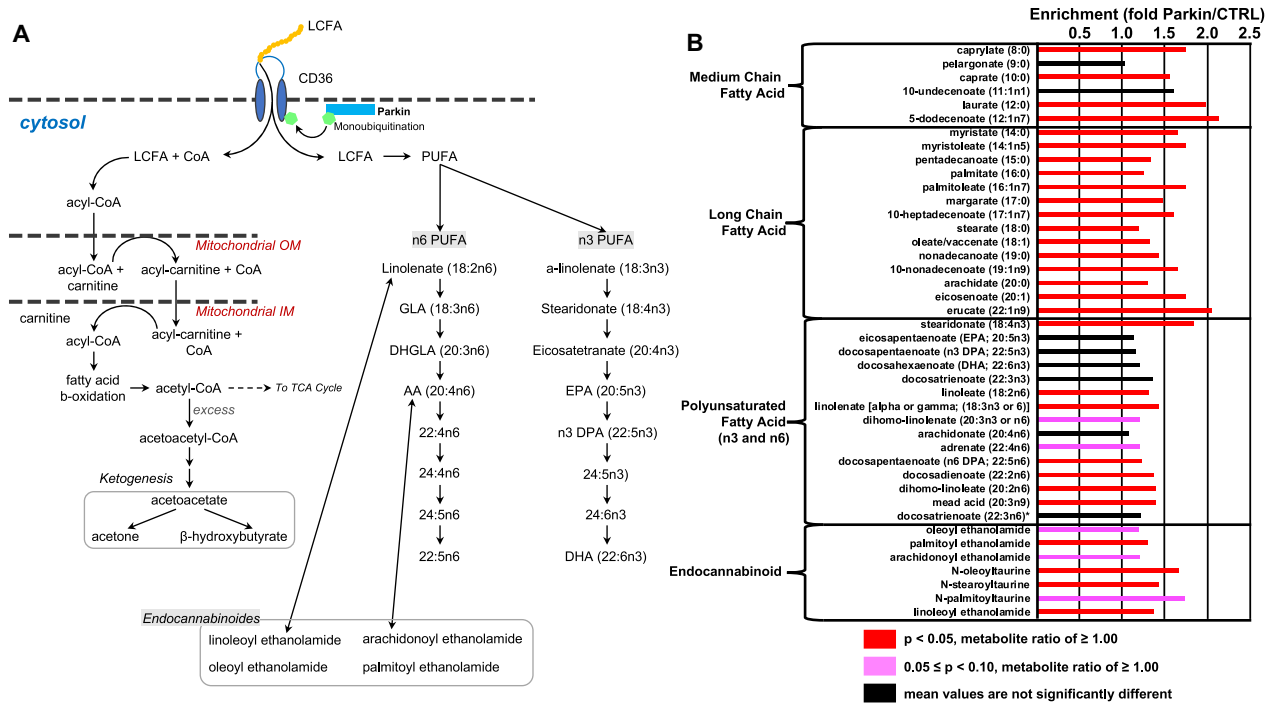 A
LCFA
CD36
Parkin
Monoubiquitination
cytosol
LCFA + CoA
LCFA
PUFA
acyl-CoA
Mitochondrial OM
n6 PUFA
n3 PUFA
acyl-CoA +
carnitine
acyl-carnitine + CoA
Linolenate (18:2n6)
a-linolenate (18:3n3)
Mitochondrial IM
carnitine
GLA (18:3n6)
Stearidonate (18:4n3)
acyl-CoA
acyl-carnitine +
CoA
DHGLA (20:3n6)
Eicosatetranate (20:4n3)
fatty acid
b-oxidation
acetyl-CoA
To TCA Cycle
AA (20:4n6)
EPA (20:5n3)
excess
acetoacetyl-CoA
22:4n6
n3 DPA (22:5n3)
Ketogenesis
24:4n6
24:5n3)
acetoacetate
24:5n6
24:6n3
acetone
β-hydroxybutyrate
22:5n6
DHA (22:6n3)
Endocannabinoides
linoleoyl ethanolamide
arachidonoyl ethanolamide
oleoyl ethanolamide
palmitoyl ethanolamide
B
Enrichment (fold Parkin/CTRL)
0.5 1.0 1.5 2.0 2.5
Medium Chain
Fatty Acid
caprylate (8:0)
pelargonate (9:0)
caprate (10:0)
10-undecenoate (11:1n1)
laurate (12:0)
5-dodecenoate (12:1n7)
Long Chain
Fatty Acid
myristate (14:0)
myristoleate (14:1n5)
pentadecanoate (15:0)
palmitate (16:0)
palmitoleate (16:1n7)
margarate (17:0)
10-heptadecenoate (17:1n7)
stearate (18:0)
oleate/vaccenate (18:1)
nonadecanoate (19:0)
10-nonadecenoate (19:1n9)
arachidate (20:0)
eicosenoate (20:1)
erucate (22:1n9)
Polyunsaturated
Fatty Acid
(n3 and n6)
stearidonate (18:4n3)
eicosapentaenoate (EPA; 20:5n3)
docosapentaenoate (n3 DPA; 22:5n3)
docosahexaenoate (DHA; 22:6n3)
docosatrienoate (22:3n3)
linoleate (18:2n6)
linolenate [alpha or gamma; (18:3n3 or 6)]
dihomo-linolenate (20:3n3 or n6)
arachidonate (20:4n6)
adrenate (22:4n6)
docosapentaenoate (n6 DPA; 22:5n6)
docosadienoate (22:2n6)
dihomo-linoleate (20:2n6)
mead acid (20:3n9)
docosatrienoate (22:3n6)*
Endocannabinoid
oleoyl ethanolamide
palmitoyl ethanolamide
arachidonoyl ethanolamide
N-oleoyltaurine
N-stearoyltaurine
N-palmitoyltaurine
linoleoyl ethanolamide
p < 0.05, metabolite ratio of ≥ 1.00
0.05 ≤ p < 0.10, metabolite ratio of ≥ 1.00
mean values are not significantly different